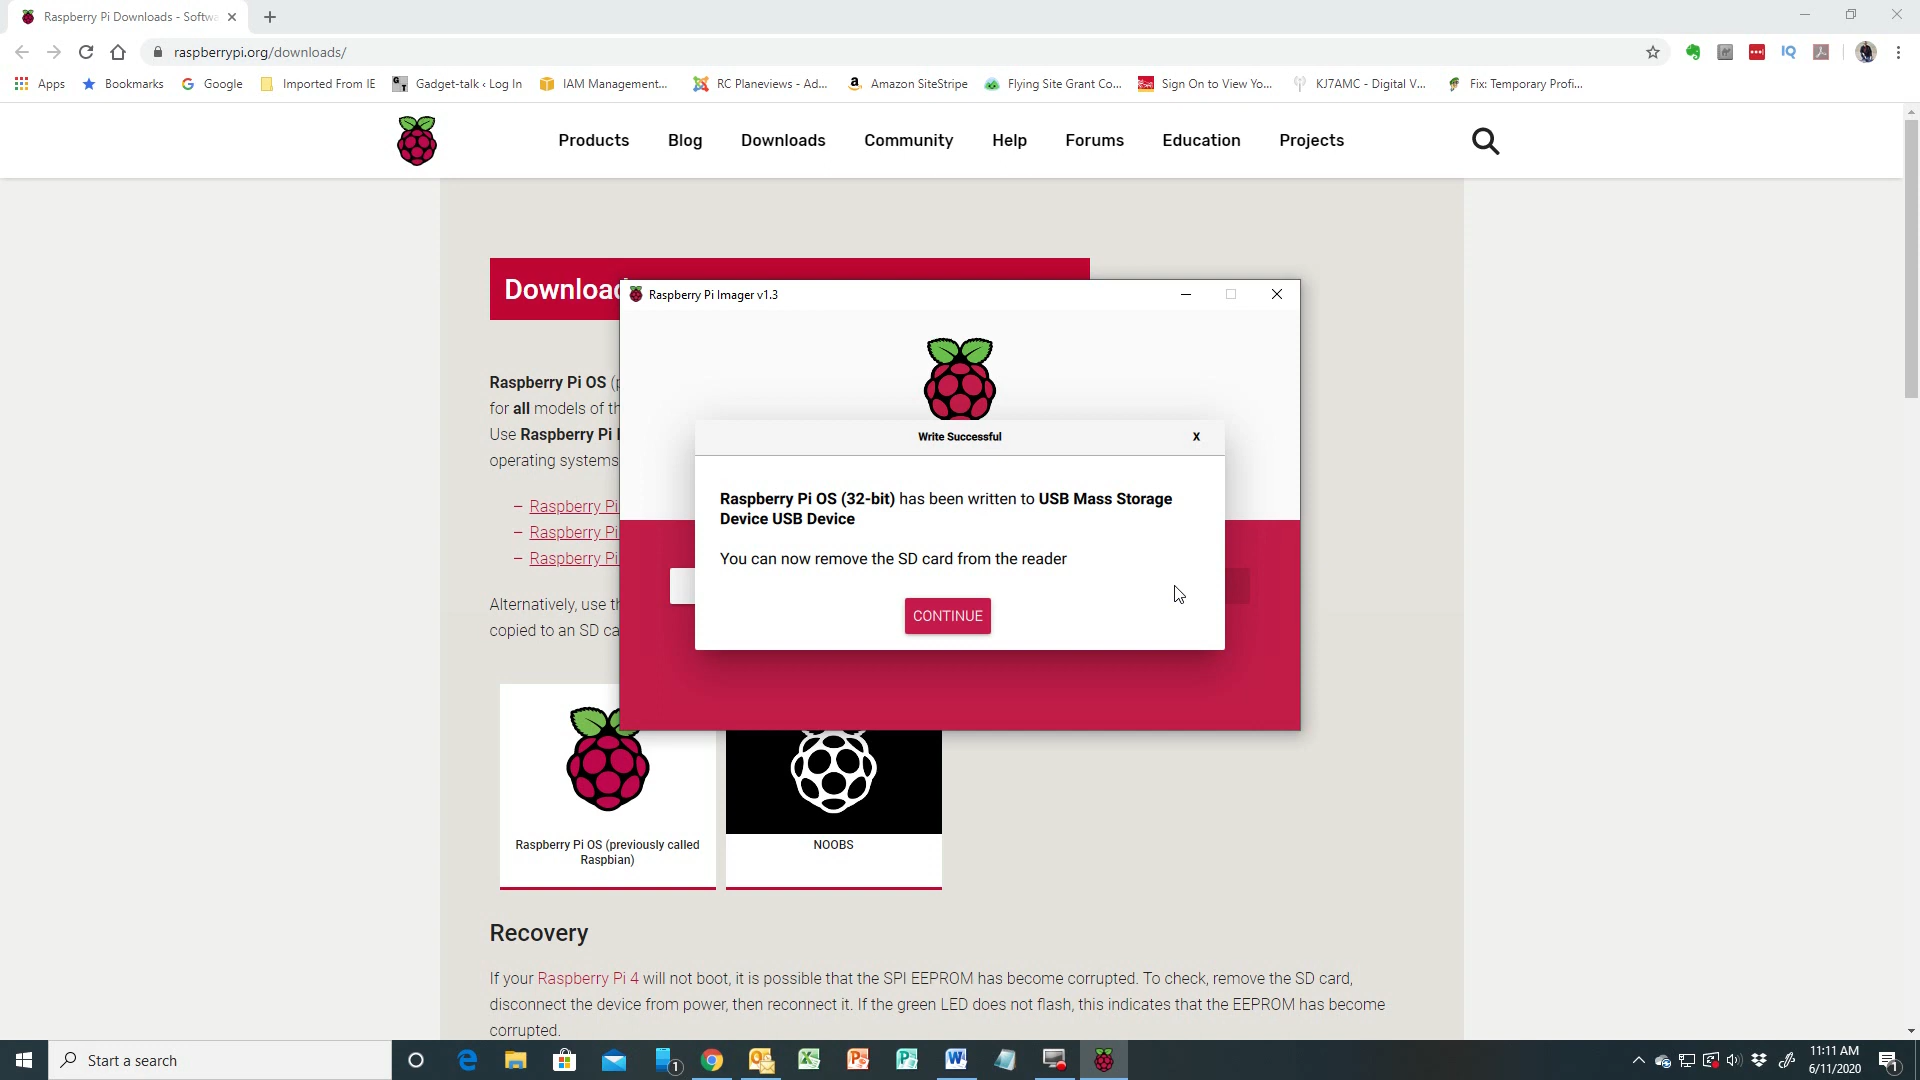 Raspberry Pi Downloads - Softwa
raspberrypi.org/downloads/
Apps
Bookmarks
Google
Imported From IE
Gadget-talk ‹ Log In
IAM Management...
RC Planeviews - Ad...
Amazon SiteStripe
Flying Site Grant Co...
Sign On to View Yo...
KJ7AMC - Digital V...
Fix: Temporary Profi...
Products
Blog
Downloads
Community
Help
Forums
Education
Projects
Raspberry Pi Imager v1.3
Write Successful
X
Raspberry Pi OS (32-bit) has been written to USB Mass Storage
Device USB Device
You can now remove the SD card from the reader
CONTINUE
Raspberry Pi OS
for all models of th
Use Raspberry Pi
operating systems
– Raspberry Pi
– Raspberry Pi
– Raspberry Pi
Alternatively, use th
copied to an SD ca
Raspberry Pi OS (previously called
Raspbian)
NOOBS
Recovery
If your Raspberry Pi 4 will not boot, it is possible that the SPI EEPROM has become corrupted. To check, remove the SD card,
disconnect the device from power, then reconnect it. If the green LED does not flash, this indicates that the EEPROM has become
corrupted.
Start a search
11:11 AM
6/11/2020